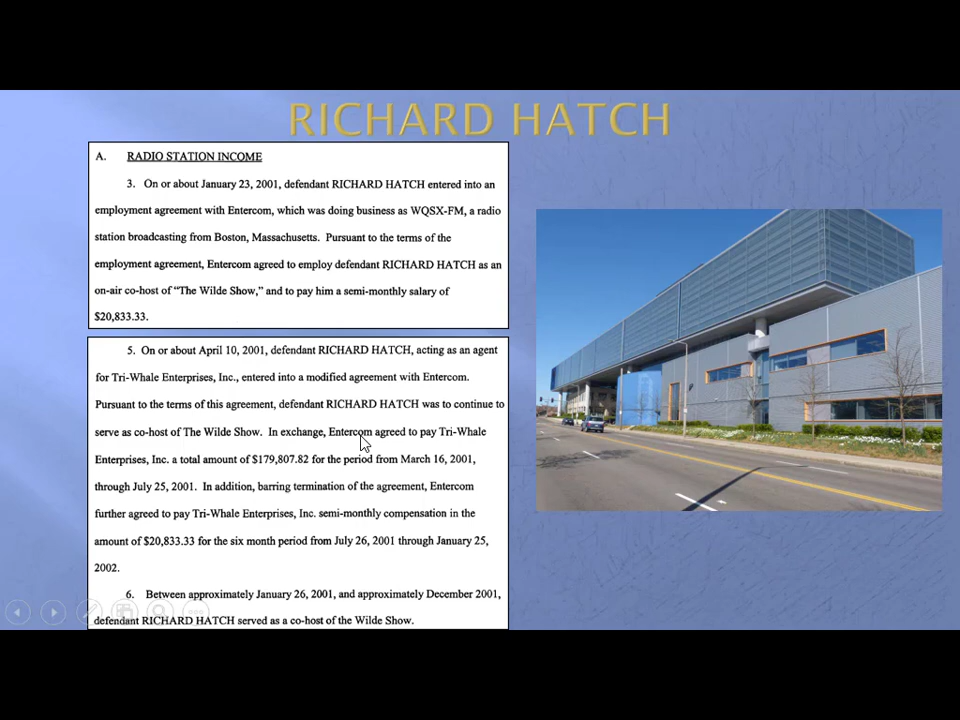 RICHARD HATCH
A. RADIO STATION INCOME
3. On or about January 23, 2001, defendant RICHARD HATCH entered into an
employment agreement with Entercom, which was doing business as WQSX-FM, a radio
station broadcasting from Boston, Massachusetts. Pursuant to the terms of the
employment agreement, Entercom agreed to employ defendant RICHARD HATCH as an
on-air co-host of "The Wilde Show," and to pay him a semi-monthly salary of
$20,833.33.
5. On or about April 10, 2001, defendant RICHARD HATCH, acting as an agent
for Tri-Whale Enterprises, Inc., entered into a modified agreement with Entercom.
Pursuant to the terms of this agreement, defendant RICHARD HATCH was to continue to
serve as co-host of The Wilde Show. In exchange, Entercom agreed to pay Tri-Whale
Enterprises, Inc. a total amount of $179,807.82 for the period from March 16, 2001,
through July 25, 2001. In addition, barring termination of the agreement, Entercom
further agreed to pay Tri-Whale Enterprises, Inc. semi-monthly compensation in the
amount of $20,833.33 for the six month period from July 26, 2001 through January 25,
2002.
6. Between approximately January 26, 2001, and approximately December 2001,
defendant RICHARD HATCH served as a co-host of the Wilde Show.